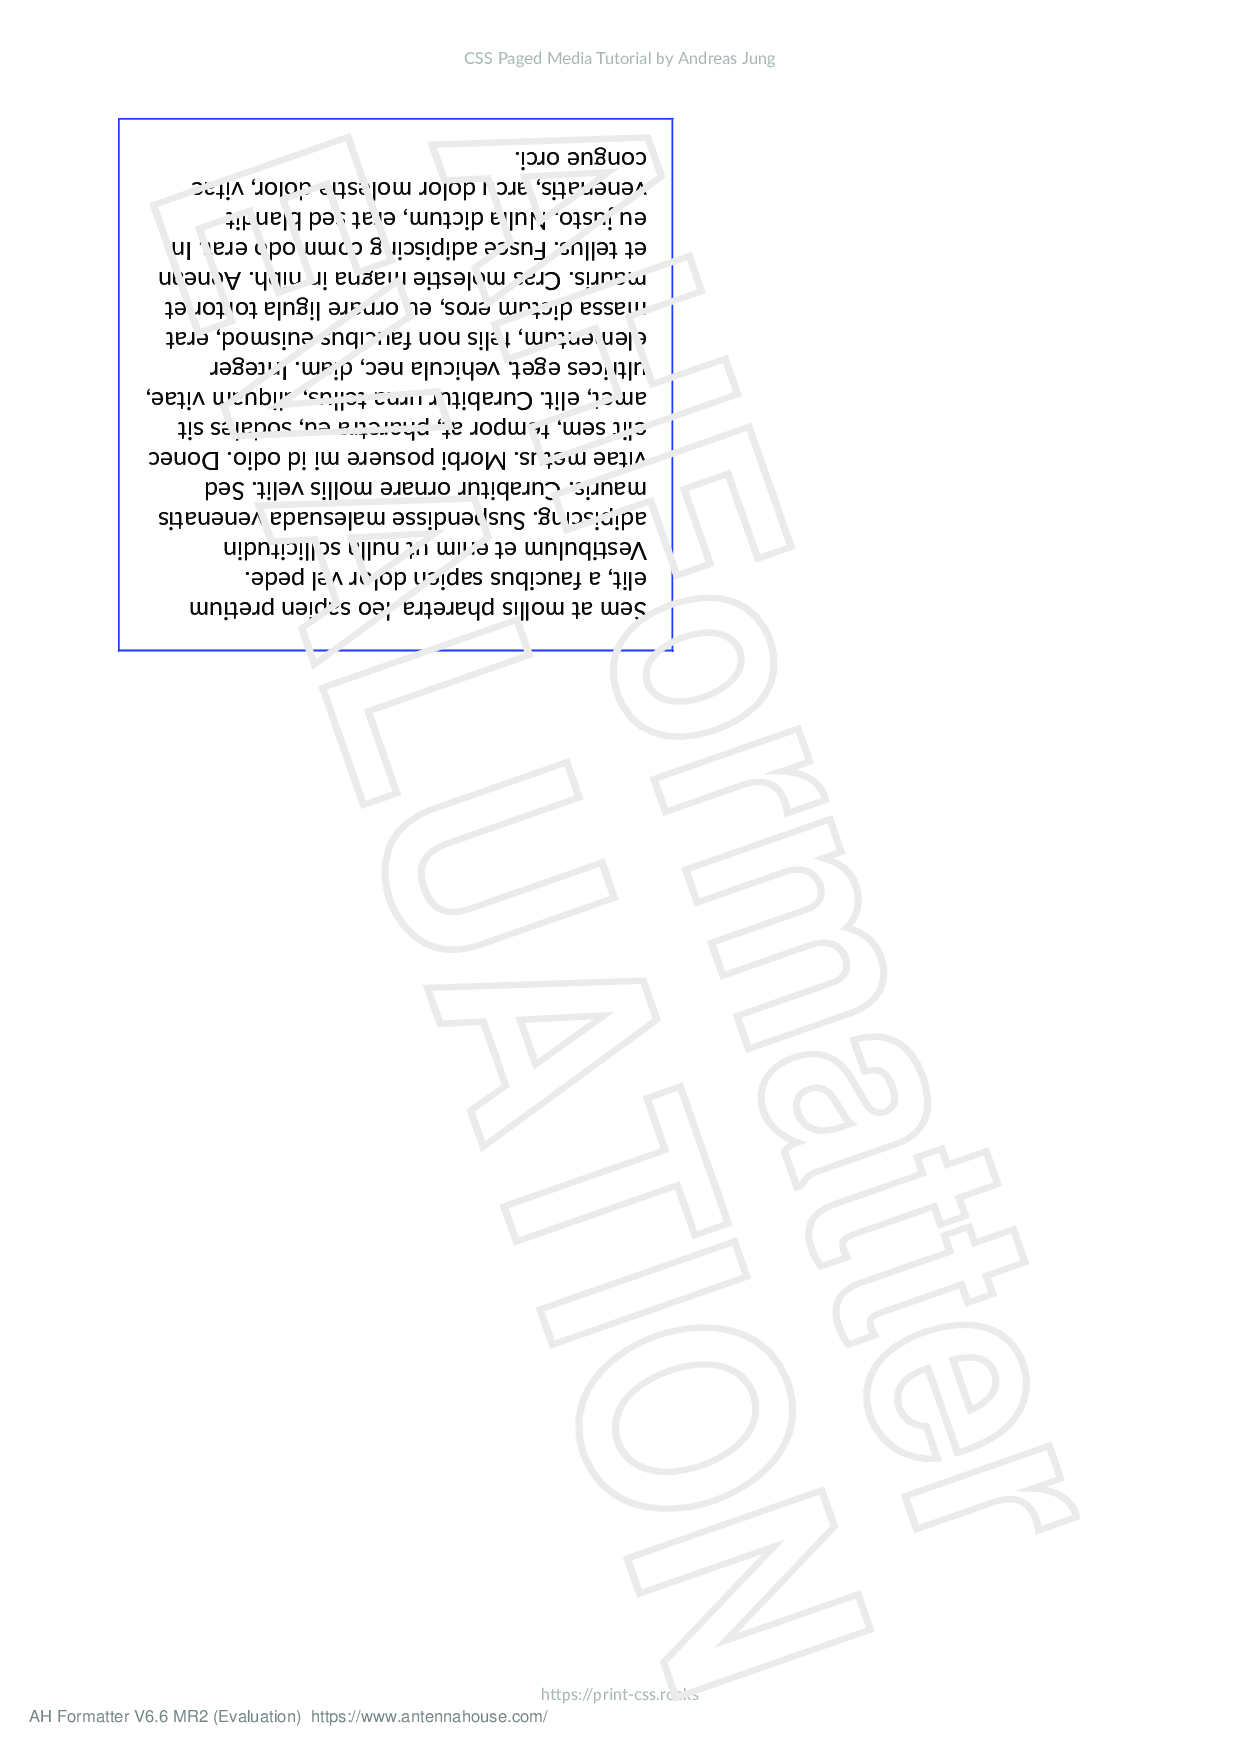 CSS Paged Media Tutorial by Andreas Jung
Sem at mollis pharetra leo sapien pretium
elit, a faucibus sapien dolor vel pede.
Vestibulum et enim ut nulla sollicitudin
adipiscing. Suspendisse malesuada venenatis
mauris. Curabitur ornare mollis velit. Sed
vitae metus. Morbi posuere mi id odio. Donec
elit sem, tempor at, pharetra eu, sodales sit
amet, elit. Curabitur urna tellus, aliquam vitae,
ultrices eget, vehicula nec, diam. Integer
elementum, felis non faucibus euismod, erat
massa dictum eros, eu ornare ligula tortor et
mauris. Cras molestie magna in nibh. Aenean
et tellus. Fusce adipiscing commodo erat. In
eu justo. Nulla dictum, erat sed blandit
venenatis, arcu dolor molestie dolor, vitae
congue orci.
AHFormatter
EVALUATION
https://print-css.rocks
AH Formatter V6.6 MR2 (Evaluation) https://www.antennahouse.com/